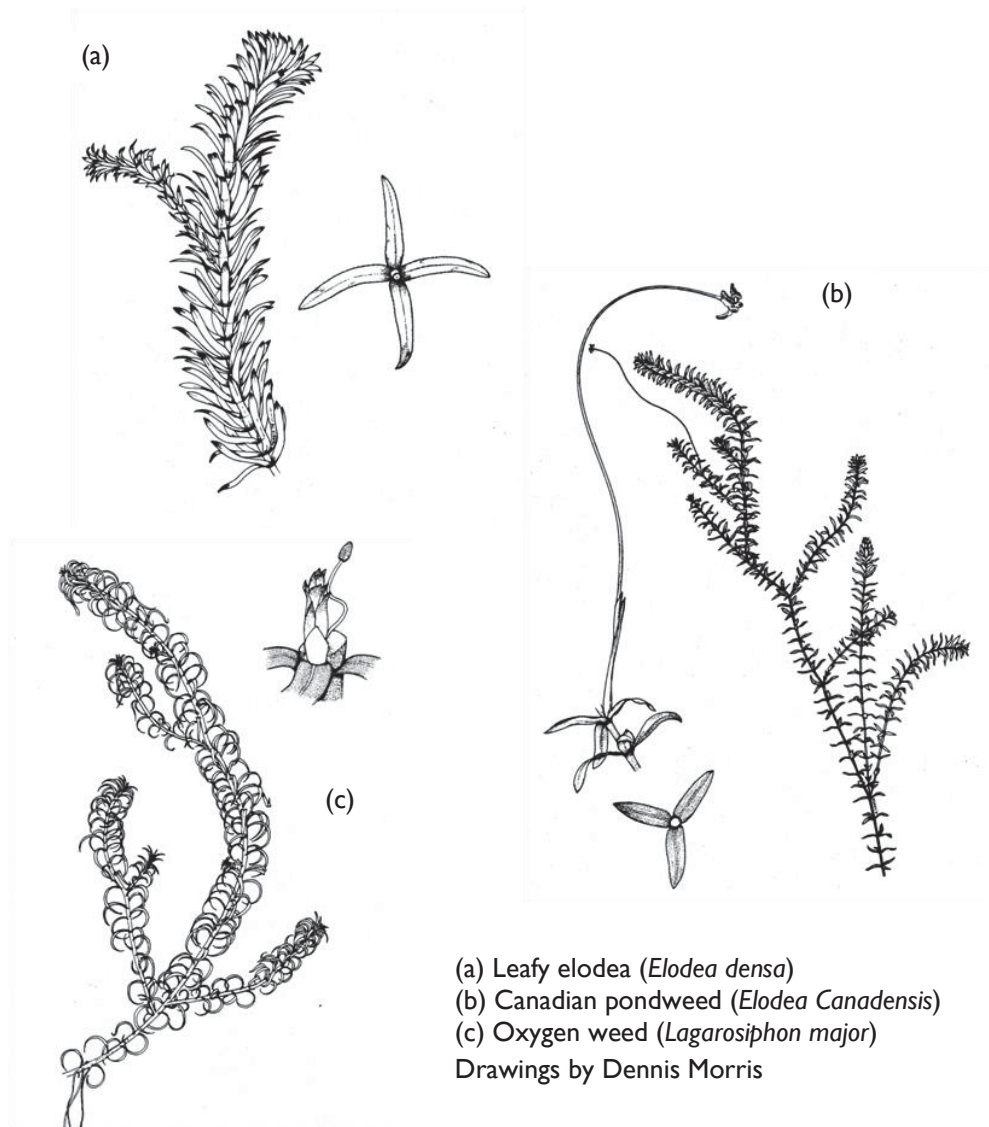 (a)
(b)
(c)
(a) Leafy elodea (Elodea densa)
(b) Canadian pondweed (Elodea Canadensis)
(c) Oxygen weed (Lagarosiphon major)
Drawings by Dennis Morris